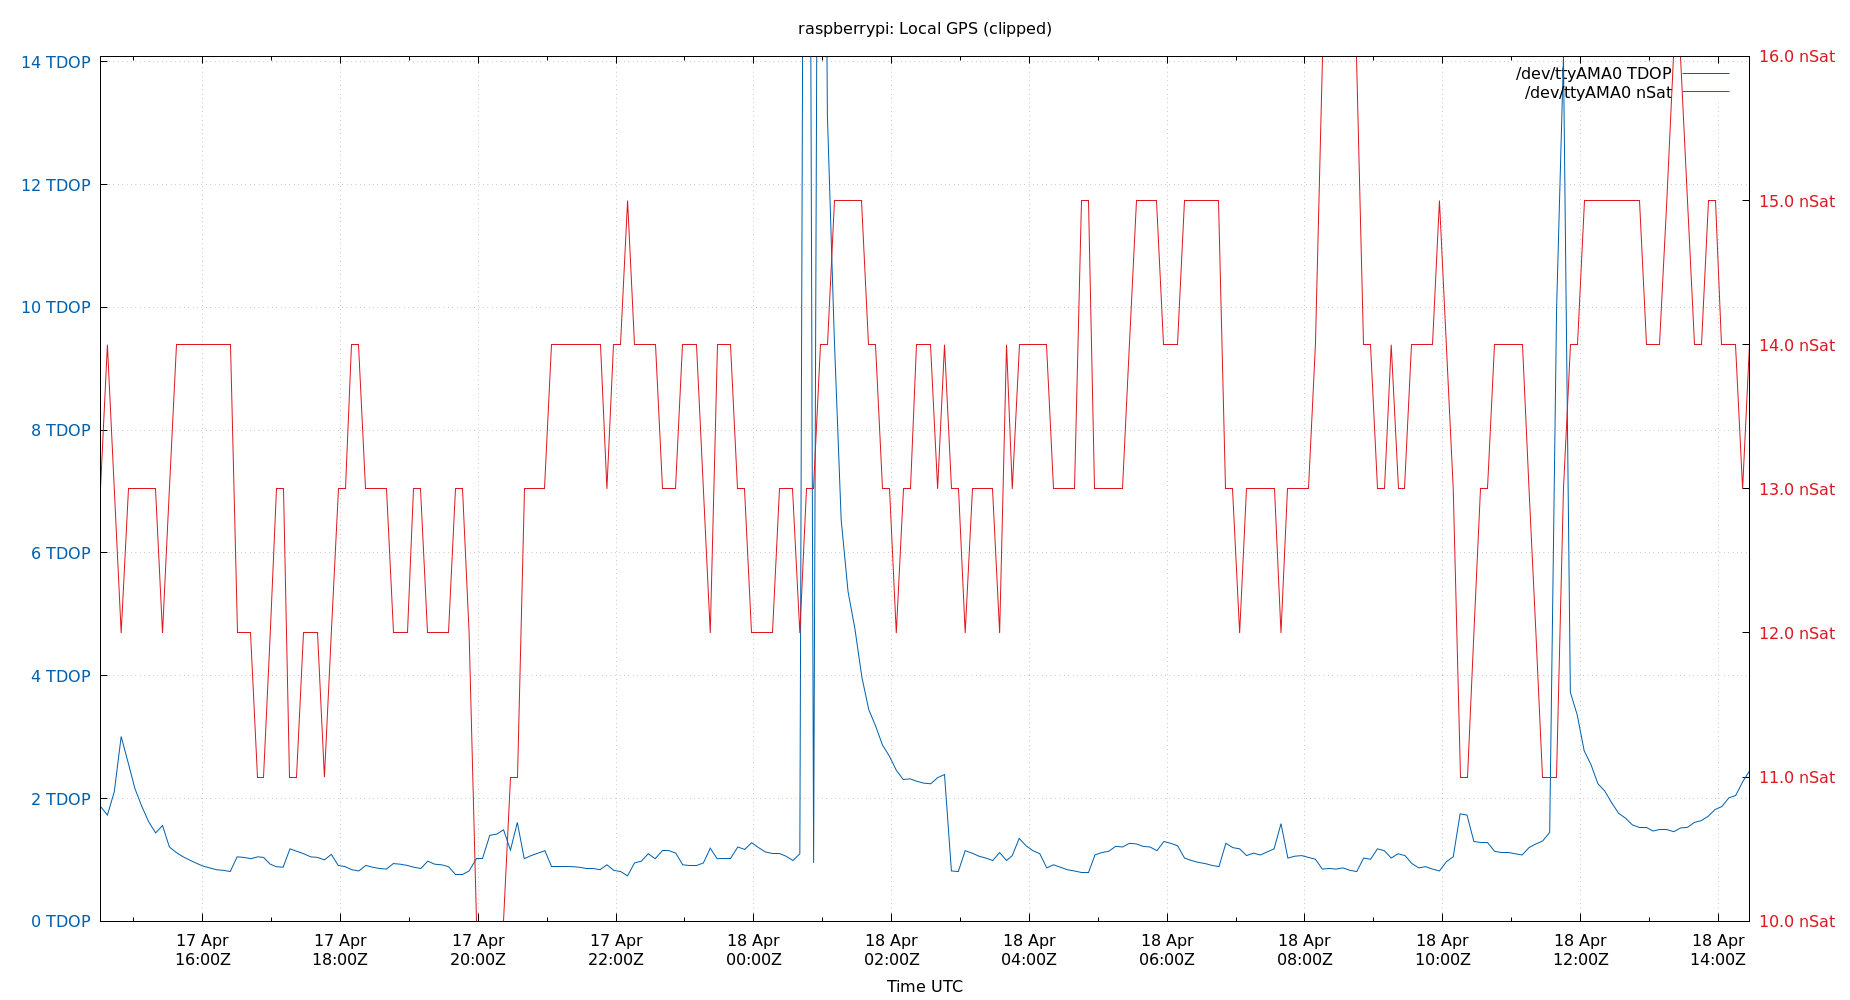 raspberrypi: Local GPS (clipped)
14 TDOP
12 TDOP
10 TDOP
8 TDOP
6 TDOP
4 TDOP
2 TDOP
0 TDOP
/dev/ttyAMA0 TDOP
/dev/ttyAMA0 nSat
16.0 nSat
15.0 nSat
14.0 nSat
13.0 nSat
12.0 nSat
11.0 nSat
10.0 nSat
17 Apr 17 Apr 17 Apr 17 Apr 18 Apr 18 Apr 18 Apr 18 Apr 18 Apr 18 Apr 18 Apr 18 Apr
16:00Z 18:00Z 20:00Z 22:00Z 00:00Z 02:00Z 04:00Z 06:00Z 08:00Z 10:00Z 12:00Z 14:00Z
Time UTC